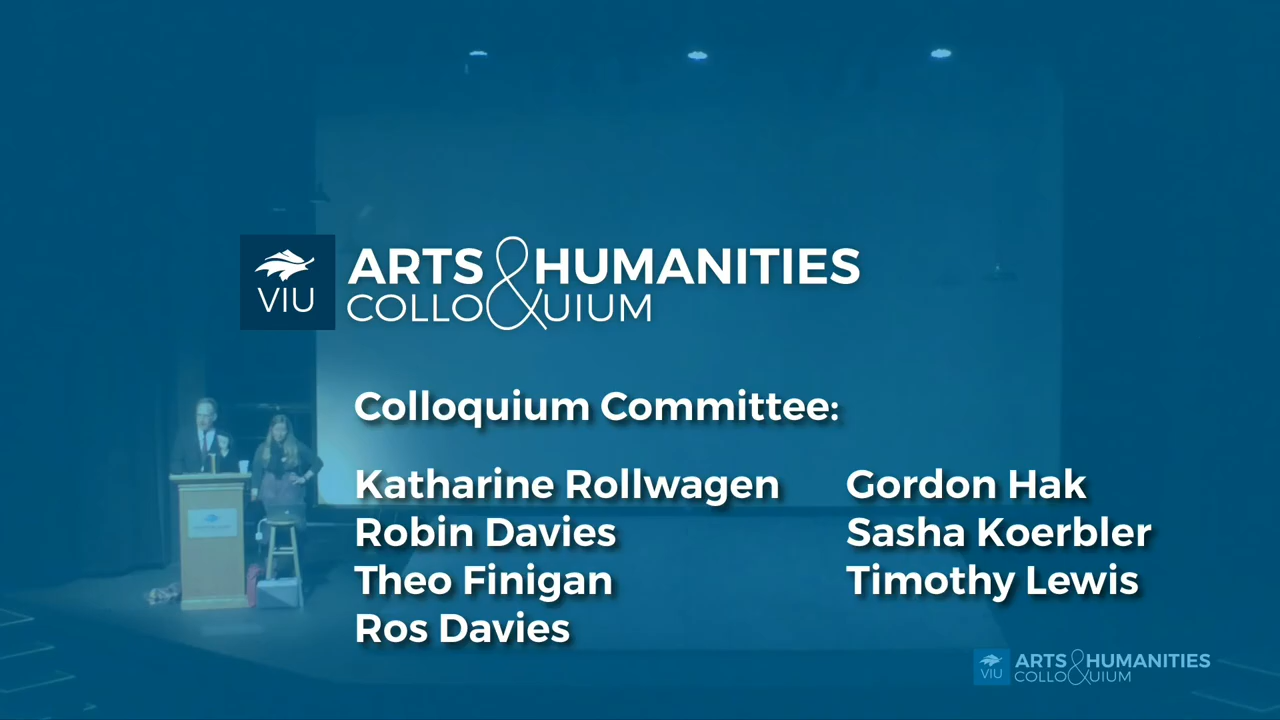 VIU
ARTS & HUMANITIES
COLLOQUIUM
Colloquium Committee:
Katharine Rollwagen
Robin Davies
Theo Finigan
Ros Davies
Gordon Hak
Sasha Koerbler
Timothy Lewis
VIU
ARTS & HUMANITIES
COLLOQUIUM